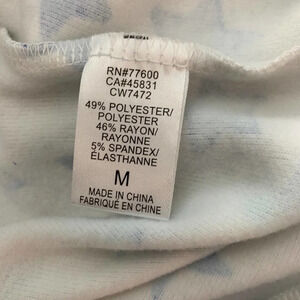 RN#77600
CA#45831
CW7472
49% POLYESTER/
POLYESTER
46% RAYON/
RAYONNE
5% SPANDEX/
ÉLASTHANNE
M
MADE IN CHINA
FABRIQUÉ EN CHINE